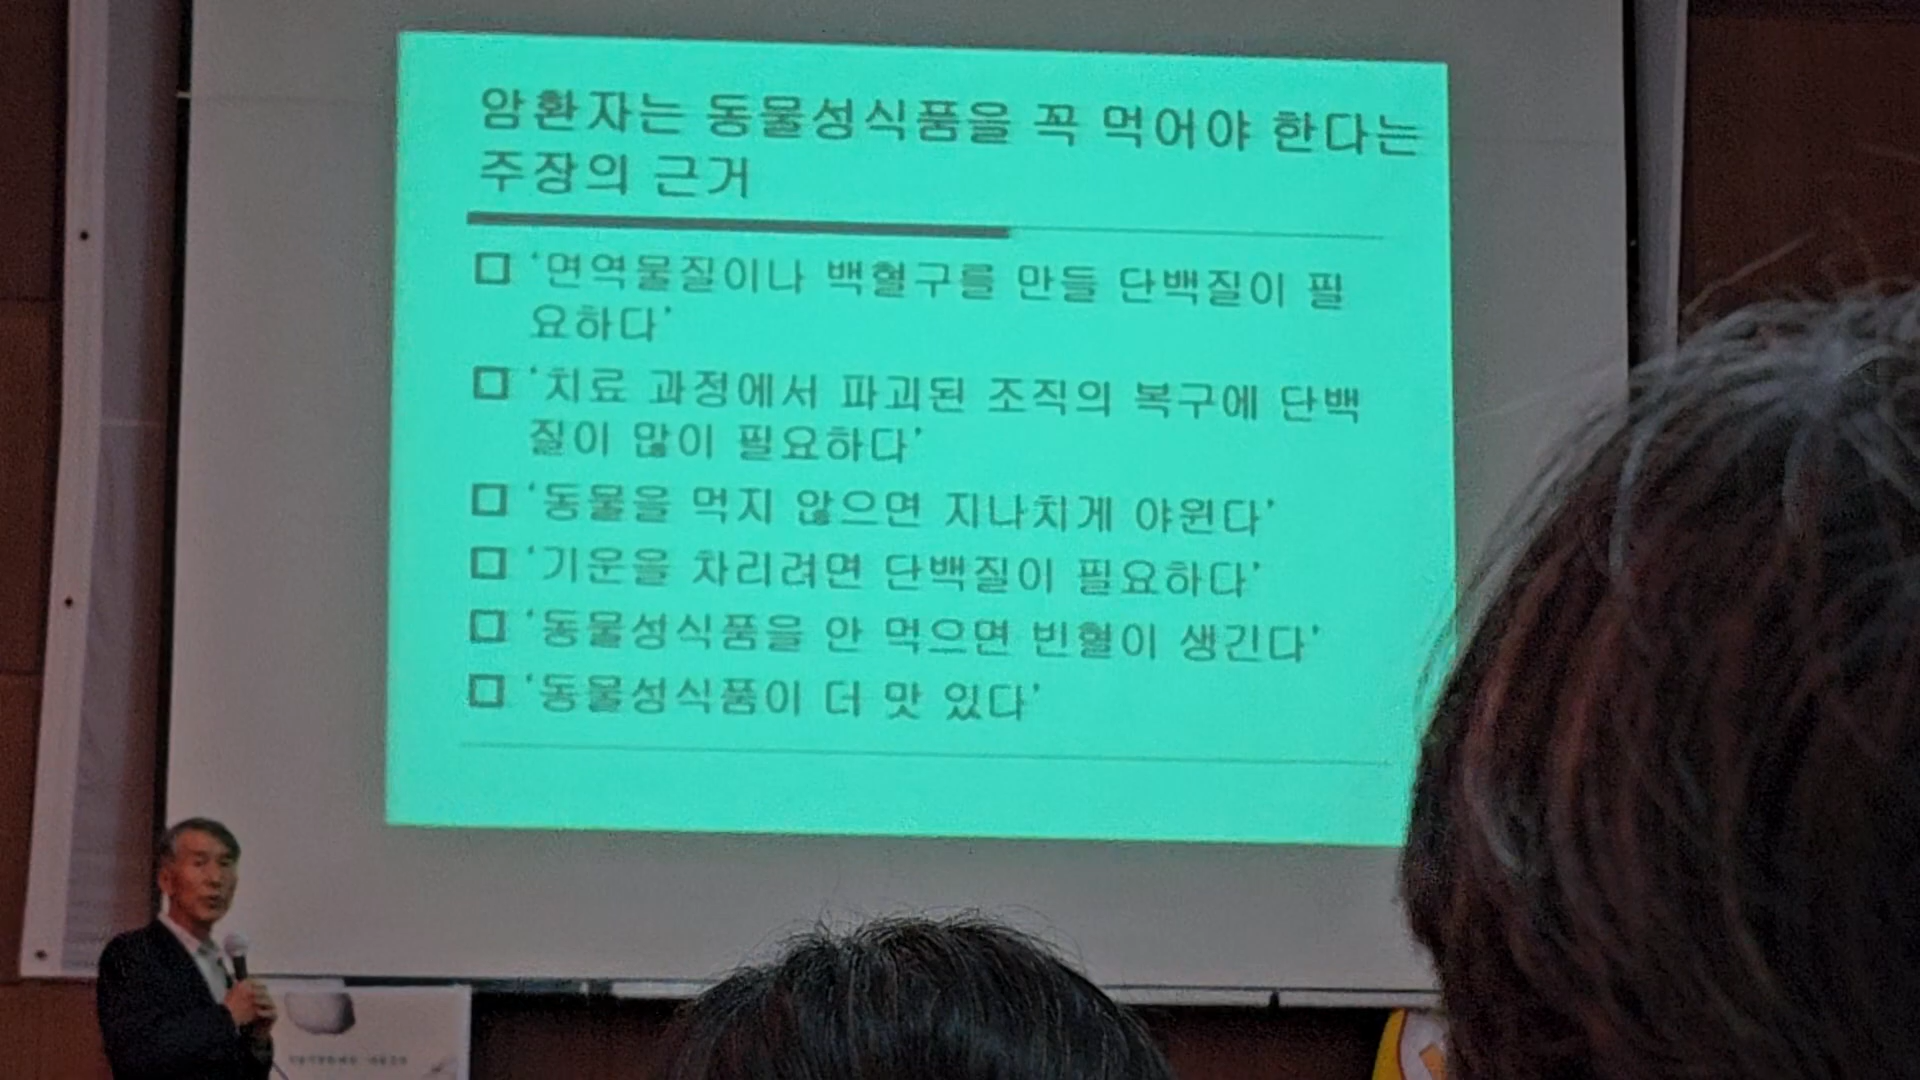 암환자는 동물성식품을 꼭 먹어야 한다는
주장의 근거
□ ‘면역물질이나 백혈구를 만들 단백질이 필
요하다’
□ ‘치료 과정에서 파괴된 조직의 복구에 단백
질이 많이 필요하다’
□ ‘동물을 먹지 않으면 지나치게 야윈다’
□ ‘기운을 차리려면 단백질이 필요하다’
□ ‘동물성식품을 안 먹으면 빈혈이 생긴다’
□ ‘동물성식품이 더 맛 있다’